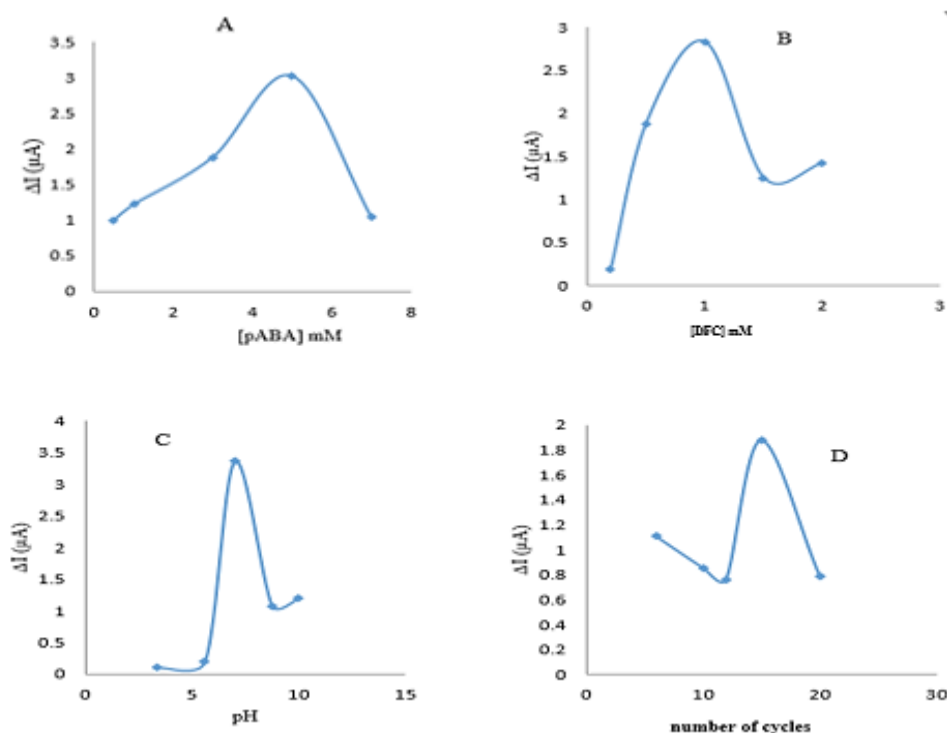 A
ΔI (µA)
3.5
3
2.5
2
1.5
1
0.5
0
0 2 4 6 8
[pABA] mM
B
ΔI (µA)
3
2.5
2
1.5
1
0.5
0
0 1 2 3
[DFC] mM
C
ΔI (µA)
4
3.5
3
2.5
2
1.5
1
0.5
0
0 5 10 15
pH
D
ΔI (µA)
2
1.8
1.6
1.4
1.2
1
0.8
0.6
0.4
0.2
0
0 10 20 30
number of cycles